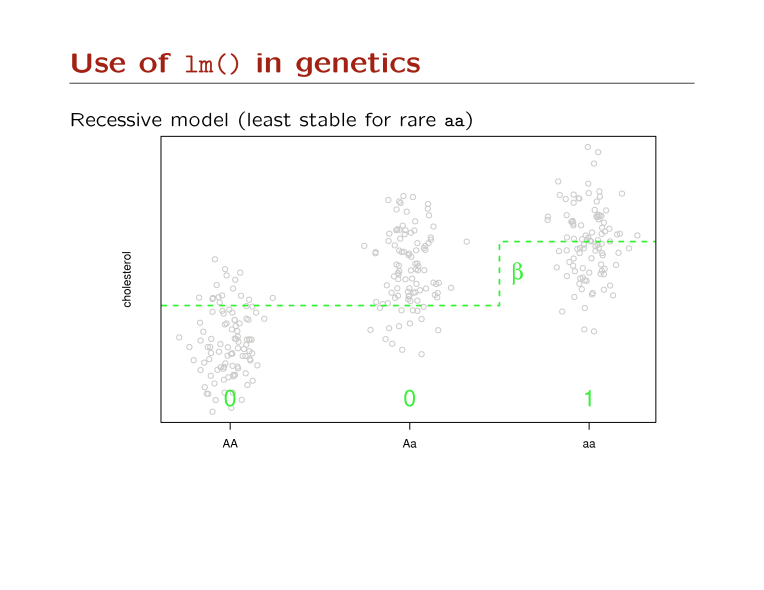 Use of lm() in genetics
Recessive model (least stable for rare aa)
cholesterol
β
0 0 1
AA Aa aa